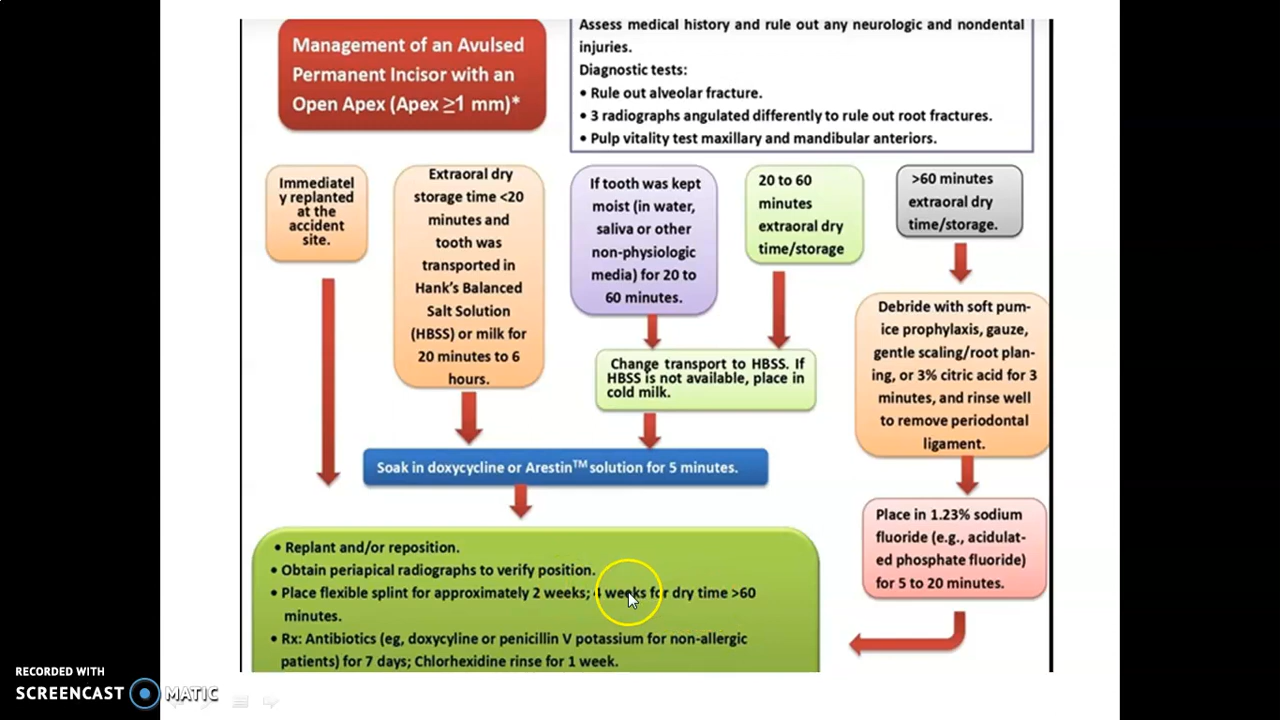 Management of an Avulsed
Permanent Incisor with an
Open Apex (Apex ≥1 mm)*
Assess medical history and rule out any neurologic and nondental
injuries.
Diagnostic tests:
• Rule out alveolar fracture.
• 3 radiographs angulated differently to rule out root fractures.
• Pulp vitality test maxillary and mandibular anteriors.
Immediatel
y replanted
at the
accident
site.
Extraoral dry
storage time <20
minutes and
tooth was
transported in
Hank's Balanced
Salt Solution
(HBSS) or milk for
20 minutes to 6
hours.
If tooth was kept
moist (in water,
saliva or other
non-physiologic
media) for 20 to
60 minutes.
20 to 60
minutes
extraoral dry
time/storage
>60 minutes
extraoral dry
time/storage.
Change transport to HBSS. If
HBSS is not available, place in
cold milk.
Debride with soft pum-
ice prophylaxis, gauze,
gentle scaling/root plan-
ing, or 3% citric acid for 3
minutes, and rinse well
to remove periodontal
ligament.
Soak in doxycycline or Arestin™ solution for 5 minutes.
Place in 1.23% sodium
fluoride (e.g., acidulat-
ed phosphate fluoride)
for 5 to 20 minutes.
• Replant and/or reposition.
• Obtain periapical radiographs to verify position.
• Place flexible splint for approximately 2 weeks; 4 weeks for dry time >60
minutes.
• Rx: Antibiotics (eg, doxycyline or penicillin V potassium for non-allergic
patients) for 7 days; Chlorhexidine rinse for 1 week.
RECORDED WITH
SCREENCAST MATIC